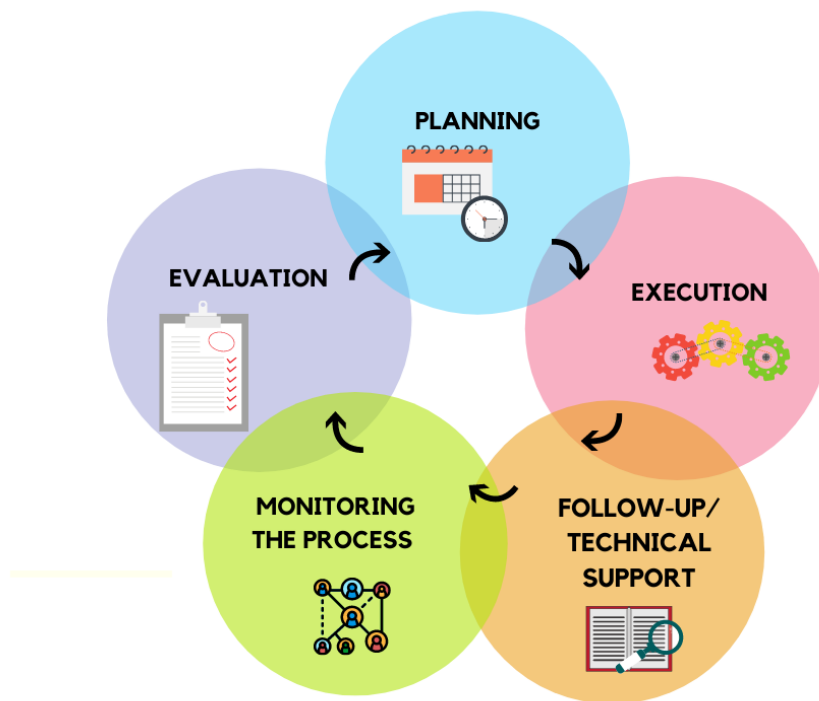 PLANNING
EXECUTION
FOLLOW-UP/
TECHNICAL
SUPPORT
MONITORING
THE PROCESS
EVALUATION